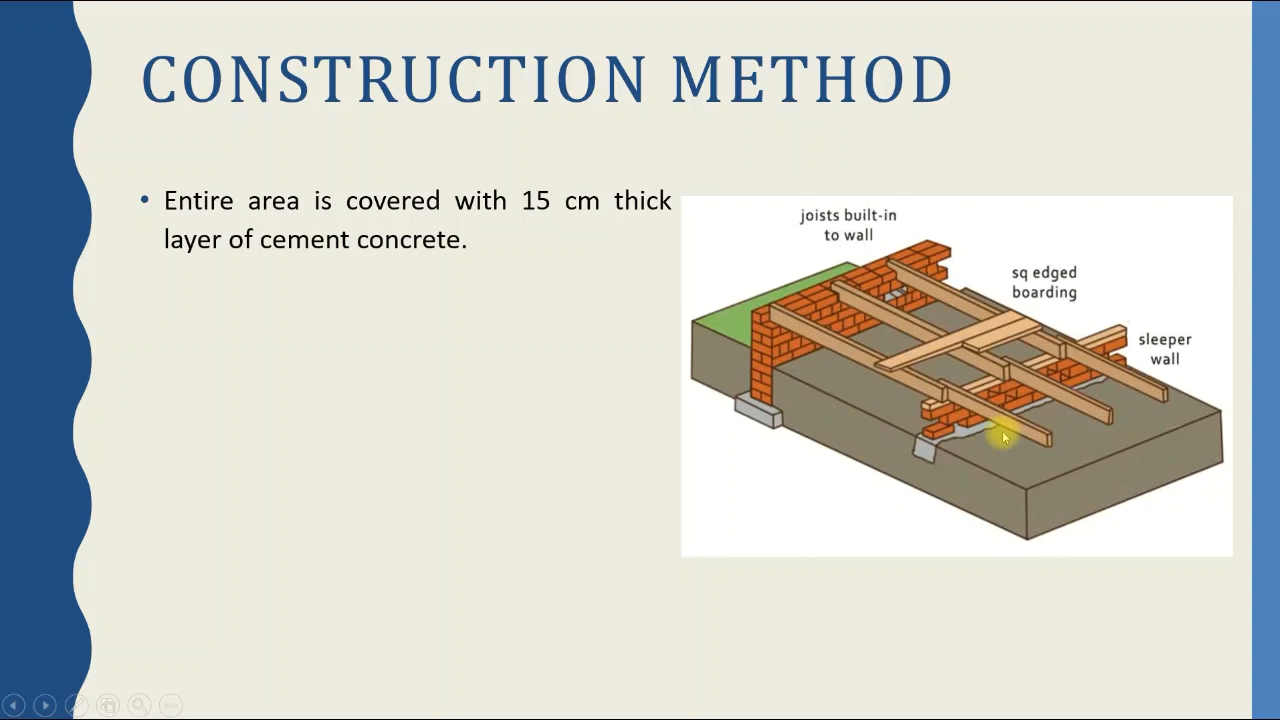 CONSTRUCTION METHOD
• Entire area is covered with 15 cm thick
layer of cement concrete.
joists built-in
to wall
sq edged
boarding
sleeper
wall